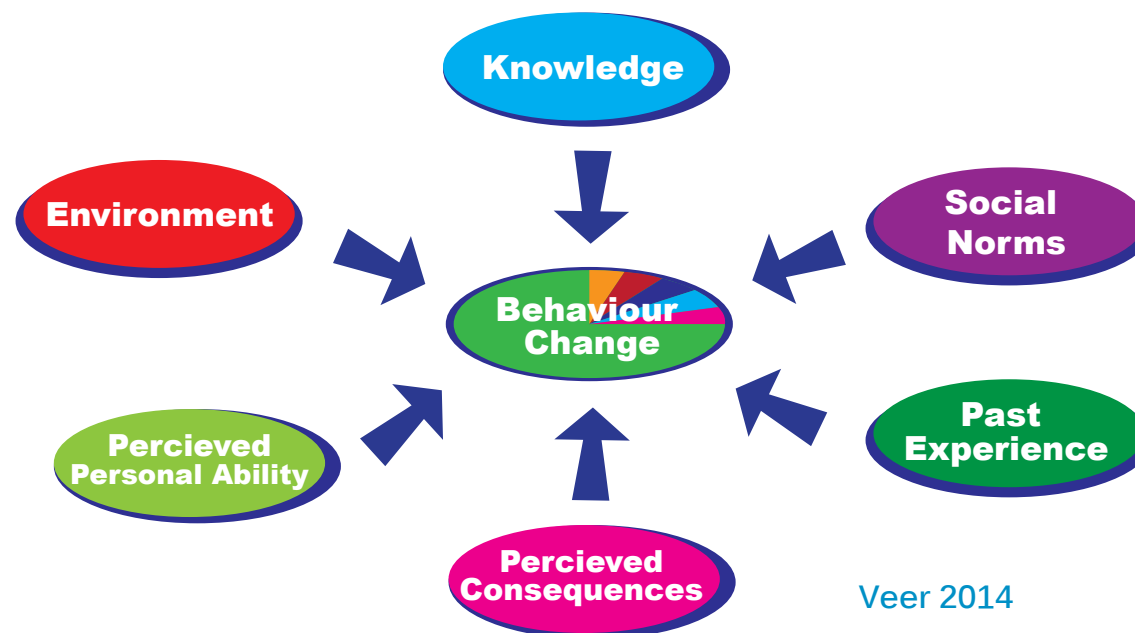 Knowledge
Environment
Social
Norms
Behaviour
Change
Percieved
Personal Ability
Past
Experience
Percieved
Consequences
Veer 2014